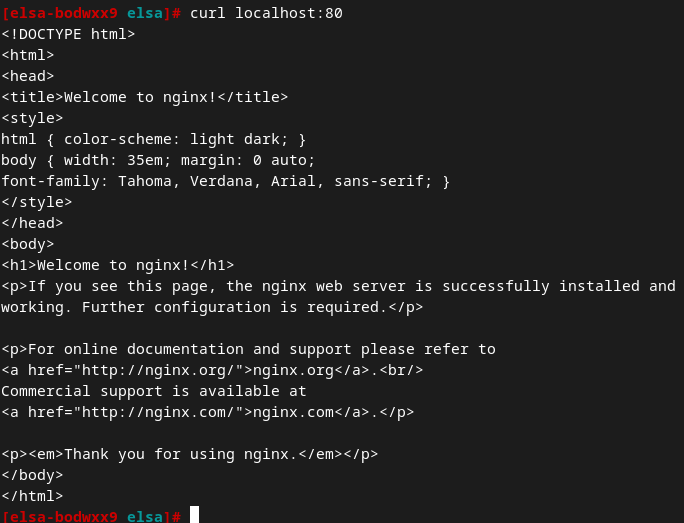 [elsa-bodwxx9 elsa]# curl localhost:80
<!DOCTYPE html>
<html>
<head>
<title>Welcome to nginx!</title>
<style>
html { color-scheme: light dark; }
body { width: 35em; margin: 0 auto;
font-family: Tahoma, Verdana, Arial, sans-serif; }
</style>
</head>
<body>
<h1>Welcome to nginx!</h1>
<p>If you see this page, the nginx web server is successfully installed and
working. Further configuration is required.</p>

<p>For online documentation and support please refer to
<a href="http://nginx.org/">nginx.org</a>.<br/>
Commercial support is available at
<a href="http://nginx.com/">nginx.com</a>.</p>

<p><em>Thank you for using nginx.</em></p>
</body>
</html>
[elsa-bodwxx9 elsa]#